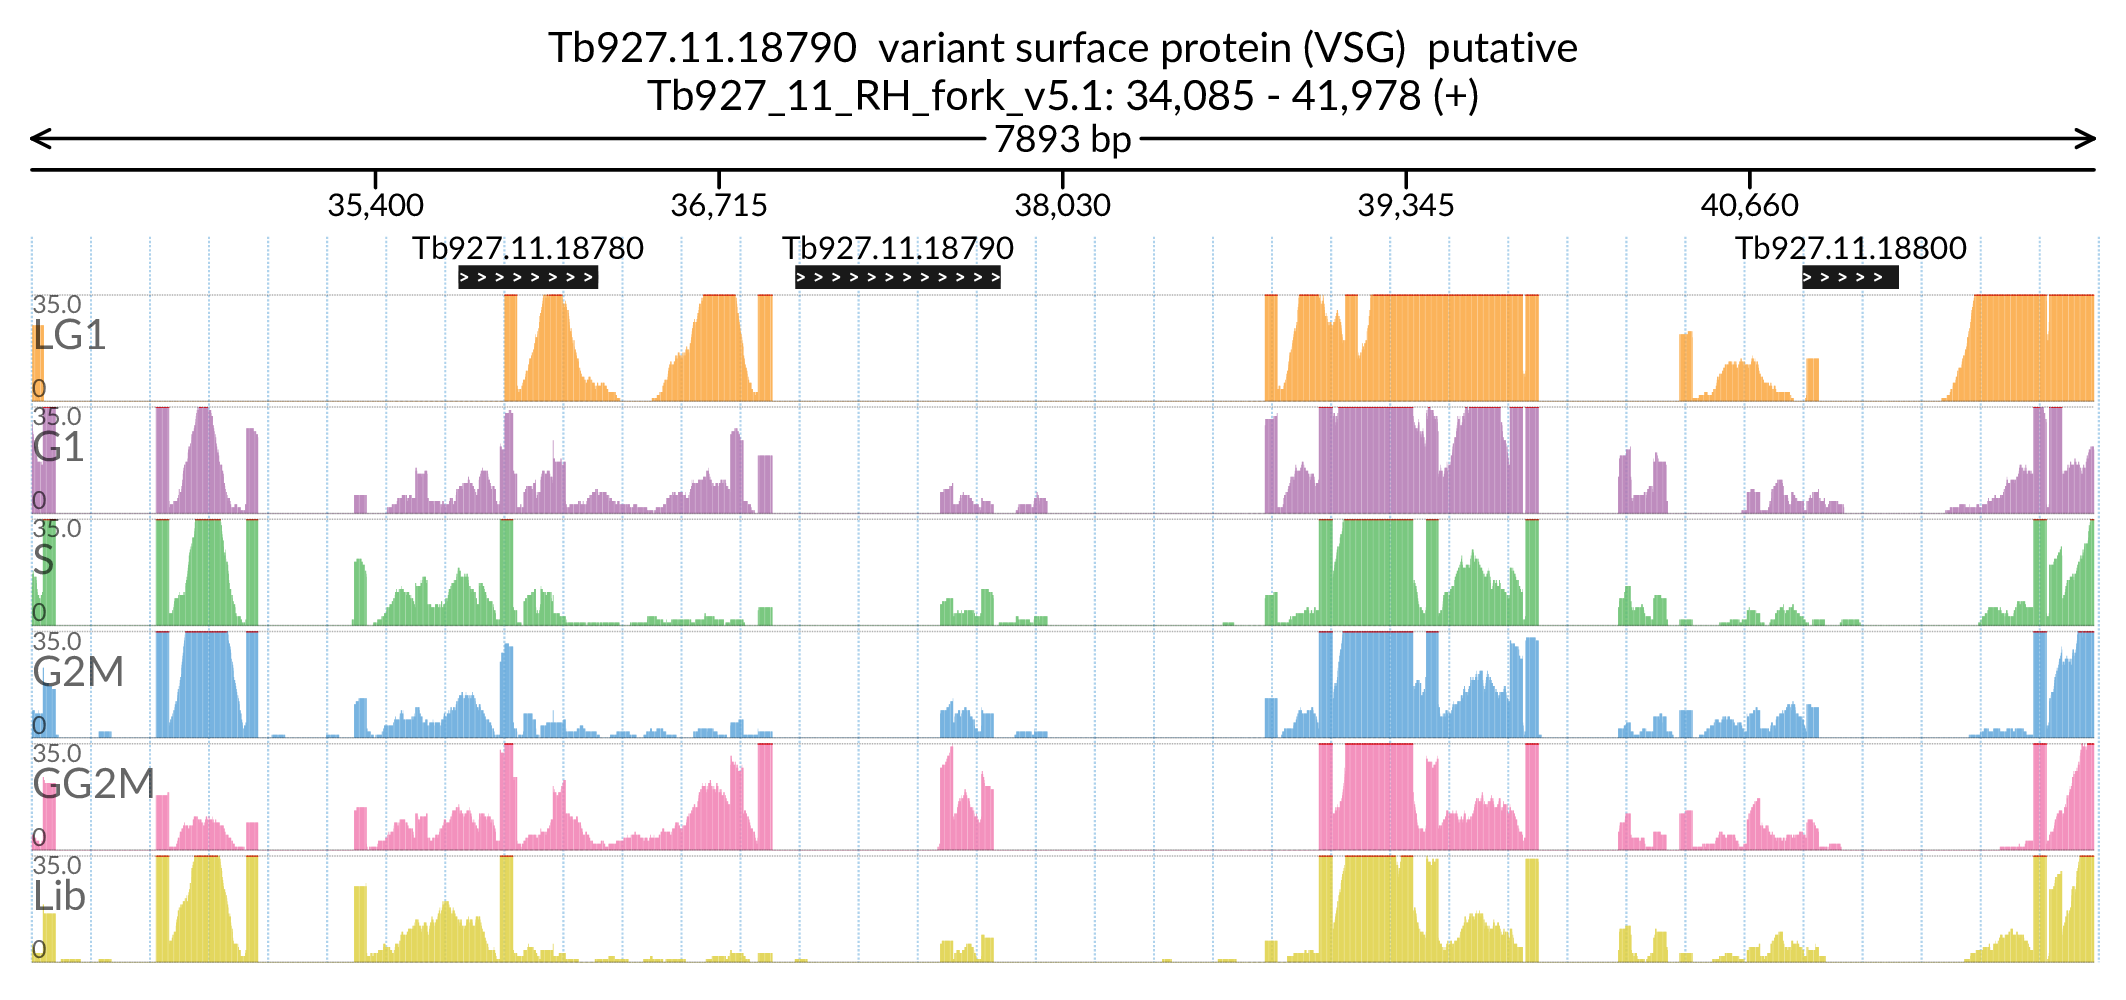 Tb927.11.18790  variant surface protein (VSG)  putative
Tb927_11_RH_fork_v5.1: 34,085 - 41,978 (+)
7893 bp
35,400 36,715 38,030 39,345 40,660
Tb927.11.18780 Tb927.11.18790 Tb927.11.18800
35.0
LG1
0
35.0
G1
0
35.0
S
0
35.0
G2M
0
35.0
GG2M
0
35.0
Lib
0